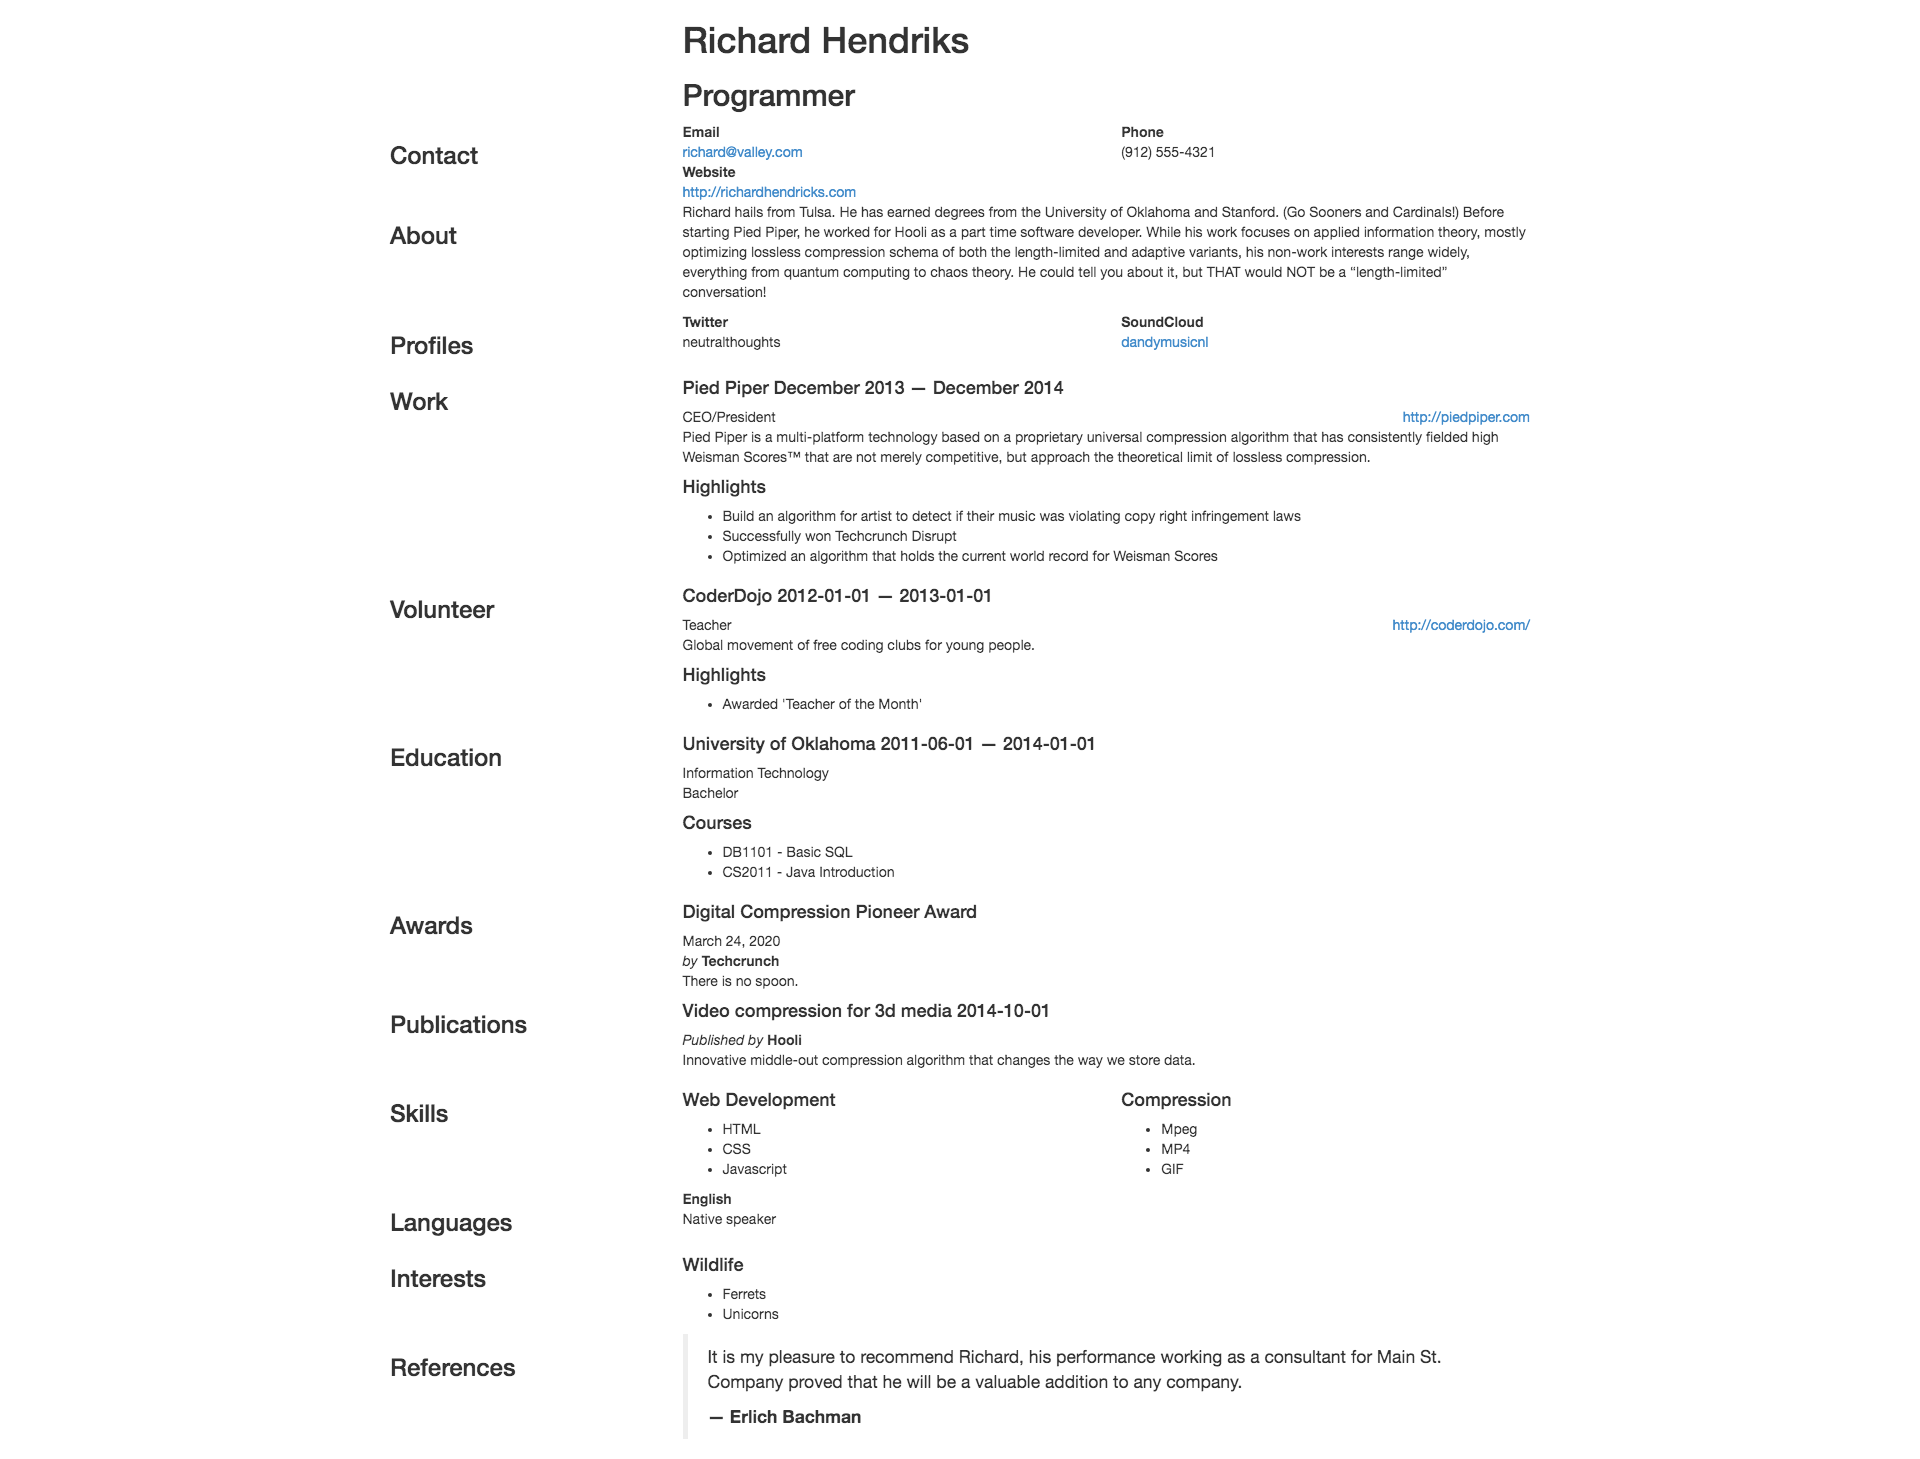 Richard Hendriks
Programmer
Contact
Email
richard@valley.com
Phone
(912) 555-4321
Website
http://richardhendricks.com
About
Richard hails from Tulsa. He has earned degrees from the University of Oklahoma and Stanford. (Go Sooners and Cardinals!) Before
starting Pied Piper, he worked for Hooli as a part time software developer. While his work focuses on applied information theory, mostly
optimizing lossless compression schema of both the length-limited and adaptive variants, his non-work interests range widely,
everything from quantum computing to chaos theory. He could tell you about it, but THAT would NOT be a “length-limited”
conversation!
Profiles
Twitter
neutralthoughts
SoundCloud
dandymusicnl
Work
Pied Piper December 2013 — December 2014
CEO/President http://piedpiper.com
Pied Piper is a multi-platform technology based on a proprietary universal compression algorithm that has consistently fielded high
Weisman Scores™ that are not merely competitive, but approach the theoretical limit of lossless compression.
Highlights
• Build an algorithm for artist to detect if their music was violating copy right infringement laws
• Successfully won Techcrunch Disrupt
• Optimized an algorithm that holds the current world record for Weisman Scores
Volunteer
CoderDojo 2012-01-01 — 2013-01-01
Teacher http://coderdojo.com/
Global movement of free coding clubs for young people.
Highlights
• Awarded 'Teacher of the Month'
Education
University of Oklahoma 2011-06-01 — 2014-01-01
Information Technology
Bachelor
Courses
• DB1101 - Basic SQL
• CS2011 - Java Introduction
Awards
Digital Compression Pioneer Award
March 24, 2020
by Techcrunch
There is no spoon.
Publications
Video compression for 3d media 2014-10-01
Published by Hooli
Innovative middle-out compression algorithm that changes the way we store data.
Skills
Web Development
• HTML
• CSS
• Javascript
Compression
• Mpeg
• MP4
• GIF
Languages
English
Native speaker
Interests
Wildlife
• Ferrets
• Unicorns
References
It is my pleasure to recommend Richard, his performance working as a consultant for Main St.
Company proved that he will be a valuable addition to any company.
— Erlich Bachman